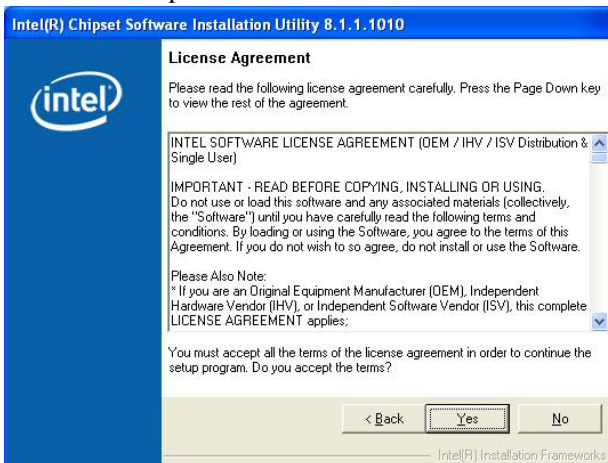 Intel(R) Chipset Software Installation Utility 8.1.1.1010
intel
License Agreement
Please read the following license agreement carefully. Press the Page Down key
to view the rest of the agreement.
INTEL SOFTWARE LICENSE AGREEMENT (OEM / IHV / ISV Distribution &
Single User)
IMPORTANT - READ BEFORE COPYING, INSTALLING OR USING.
Do not use or load this software and any associated materials (collectively,
the "Software") until you have carefully read the following terms and
conditions. By loading or using the Software, you agree to the terms of this
Agreement. If you do not wish to so agree, do not install or use the Software.
Please Also Note:
* If you are an Original Equipment Manufacturer (OEM), Independent
Hardware Vendor (IHV), or Independent Software Vendor (ISV), this complete
LICENSE AGREEMENT applies;
You must accept all the terms of the license agreement in order to continue the
setup program. Do you accept the terms?
< Back Yes No
Intel(R) Installation Frameworks